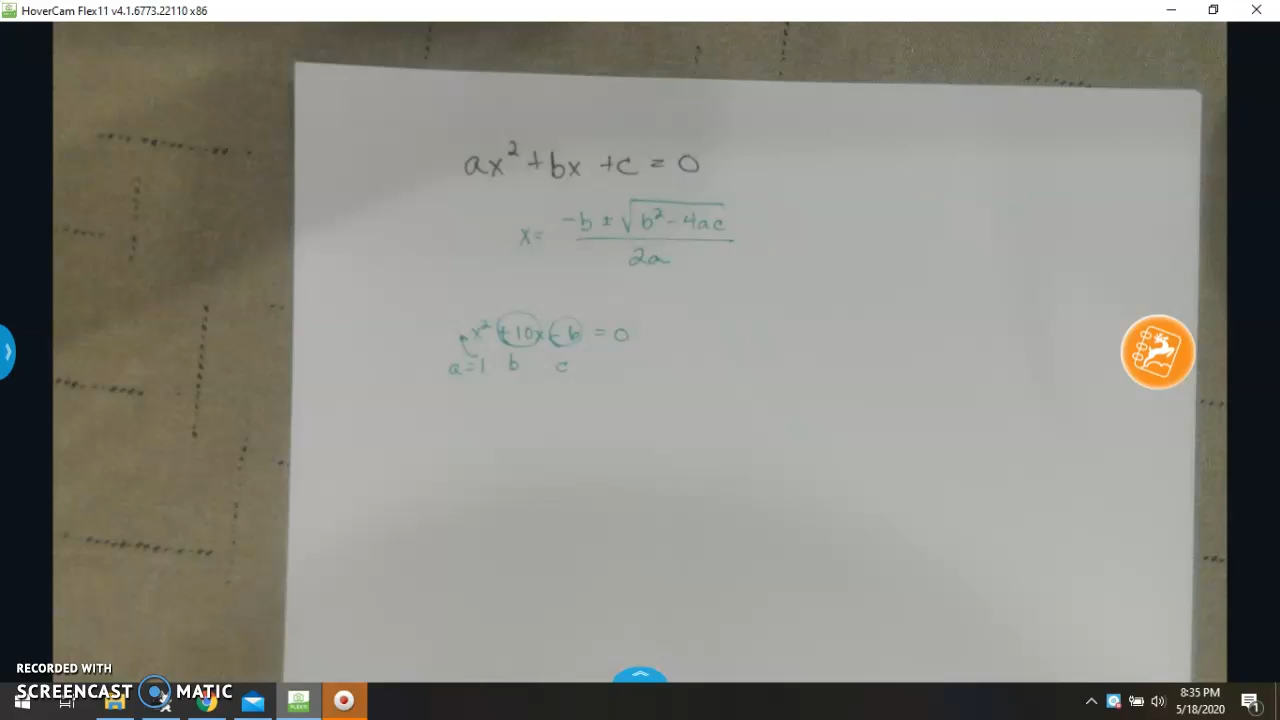 HoverCam Flex11 v4.1.6773.22110 x86
ax² + bx + c = 0
x = -b ± √b² - 4ac
2a
x² + 10x - 6 = 0
a = 1 b c
RECORDED WITH
SCREENCAST MATIC
8:35 PM
5/18/2020